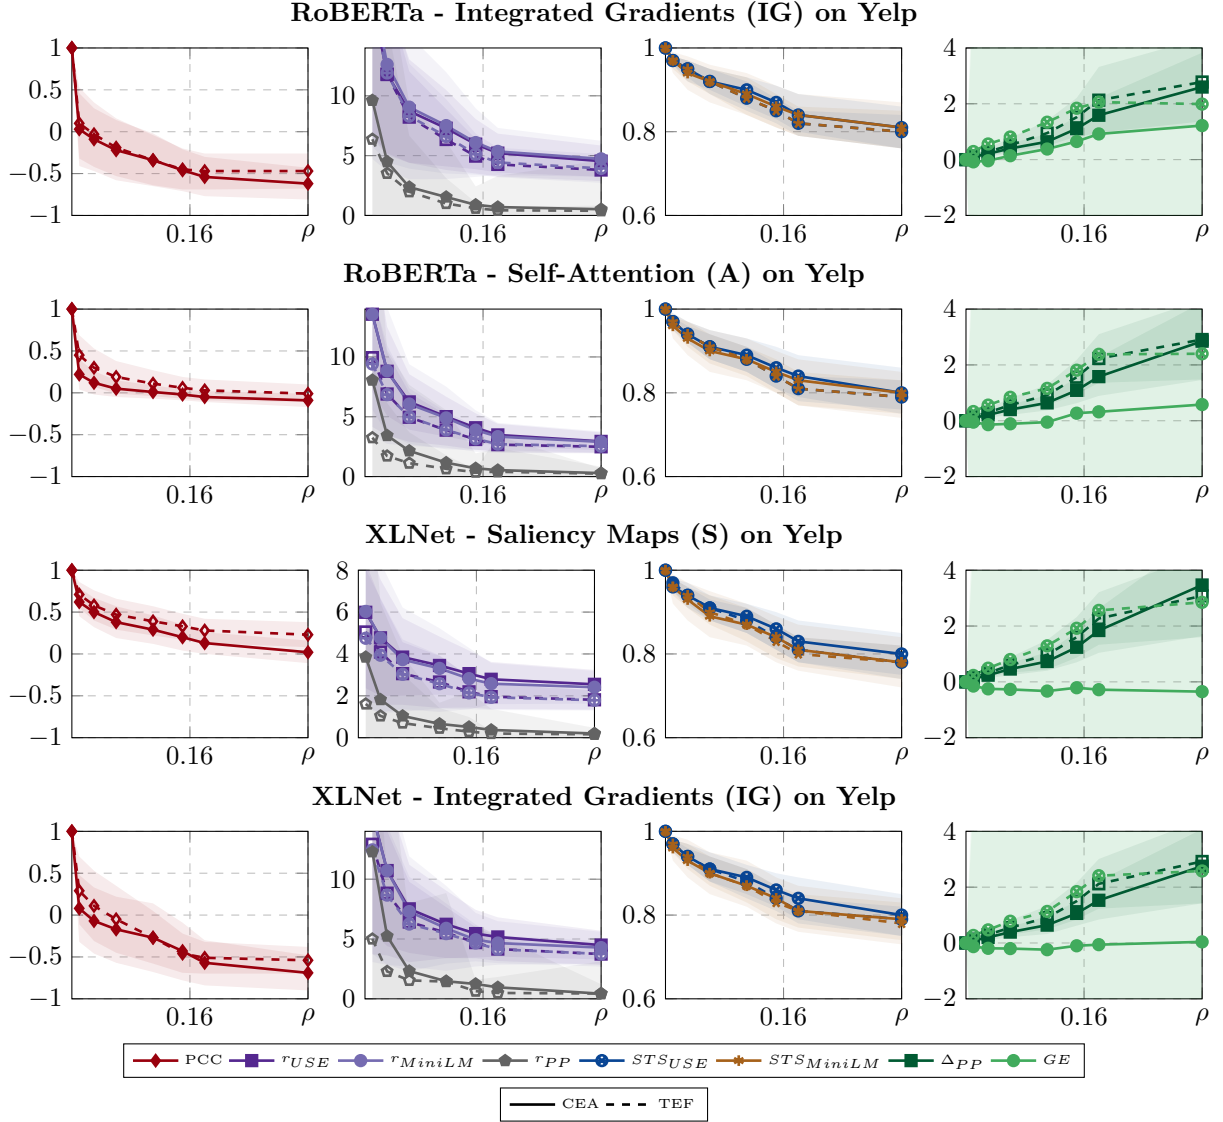 RoBERTa - Integrated Gradients (IG) on Yelp
1 0.5 0 −0.5 −1 0.16 ρ
10 5 0 0.16 ρ
1 0.8 0.6 0.16 ρ
4 2 0 −2 0.16 ρ
RoBERTa - Self-Attention (A) on Yelp
1 0.5 0 −0.5 −1 0.16 ρ
10 5 0 0.16 ρ
1 0.8 0.6 0.16 ρ
4 2 0 −2 0.16 ρ
XLNet - Saliency Maps (S) on Yelp
1 0.5 0 −0.5 −1 0.16 ρ
8 6 4 2 0 0.16 ρ
1 0.8 0.6 0.16 ρ
4 2 0 −2 0.16 ρ
XLNet - Integrated Gradients (IG) on Yelp
1 0.5 0 −0.5 −1 0.16 ρ
10 5 0 0.16 ρ
1 0.8 0.6 0.16 ρ
4 2 0 −2 0.16 ρ
PCC r_USE r_MiniLM r_PP STS_USE STS_MiniLM Δ_PP GE
CEA TEF